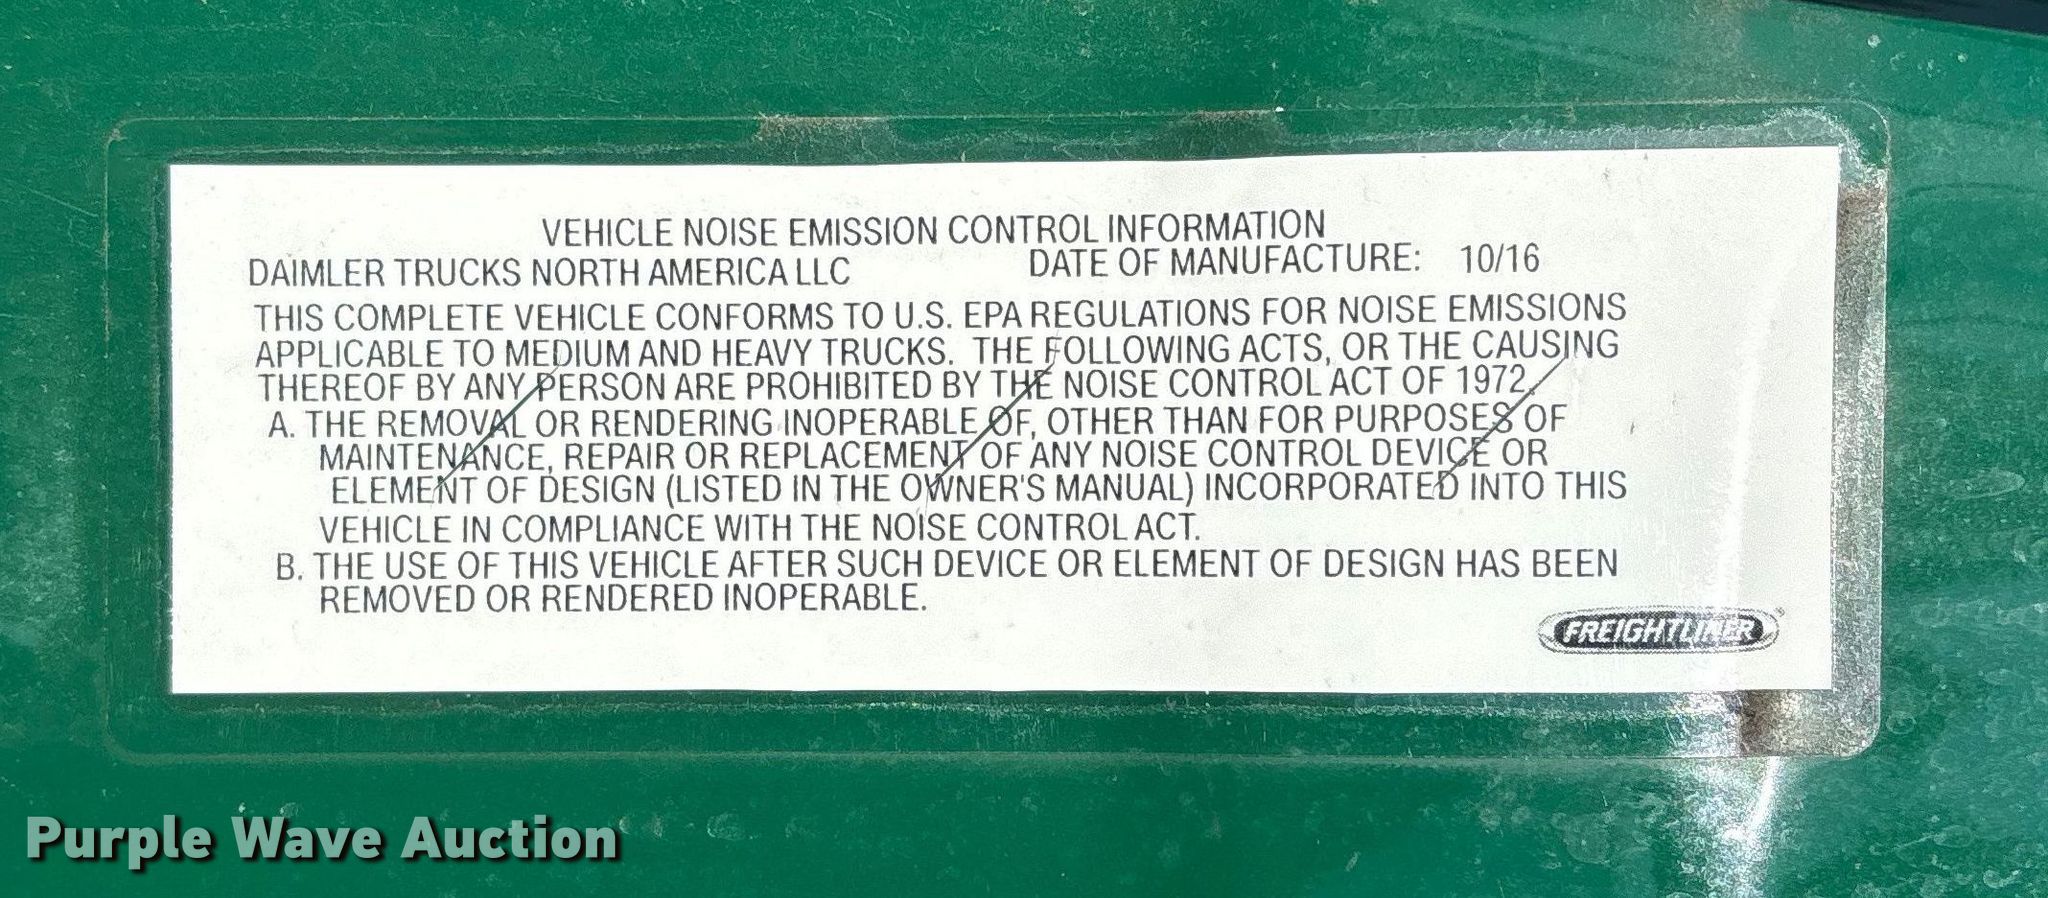 VEHICLE NOISE EMISSION CONTROL INFORMATION
DAIMLER TRUCKS NORTH AMERICA LLC DATE OF MANUFACTURE: 10/16
THIS COMPLETE VEHICLE CONFORMS TO U.S. EPA REGULATIONS FOR NOISE EMISSIONS
APPLICABLE TO MEDIUM AND HEAVY TRUCKS. THE FOLLOWING ACTS, OR THE CAUSING
THEREOF BY ANY PERSON ARE PROHIBITED BY THE NOISE CONTROL ACT OF 1972.
A. THE REMOVAL OR RENDERING INOPERABLE OF, OTHER THAN FOR PURPOSES OF
MAINTENANCE, REPAIR OR REPLACEMENT OF ANY NOISE CONTROL DEVICE OR
ELEMENT OF DESIGN (LISTED IN THE OWNER'S MANUAL) INCORPORATED INTO THIS
VEHICLE IN COMPLIANCE WITH THE NOISE CONTROL ACT.
B. THE USE OF THIS VEHICLE AFTER SUCH DEVICE OR ELEMENT OF DESIGN HAS BEEN
REMOVED OR RENDERED INOPERABLE.
FREIGHTLINER
Purple Wave Auction